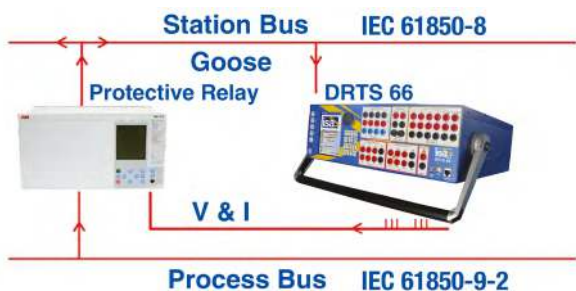 Station Bus IEC 61850-8
Goose
Protective Relay DRTS 66
V & I
Process Bus IEC 61850-9-2